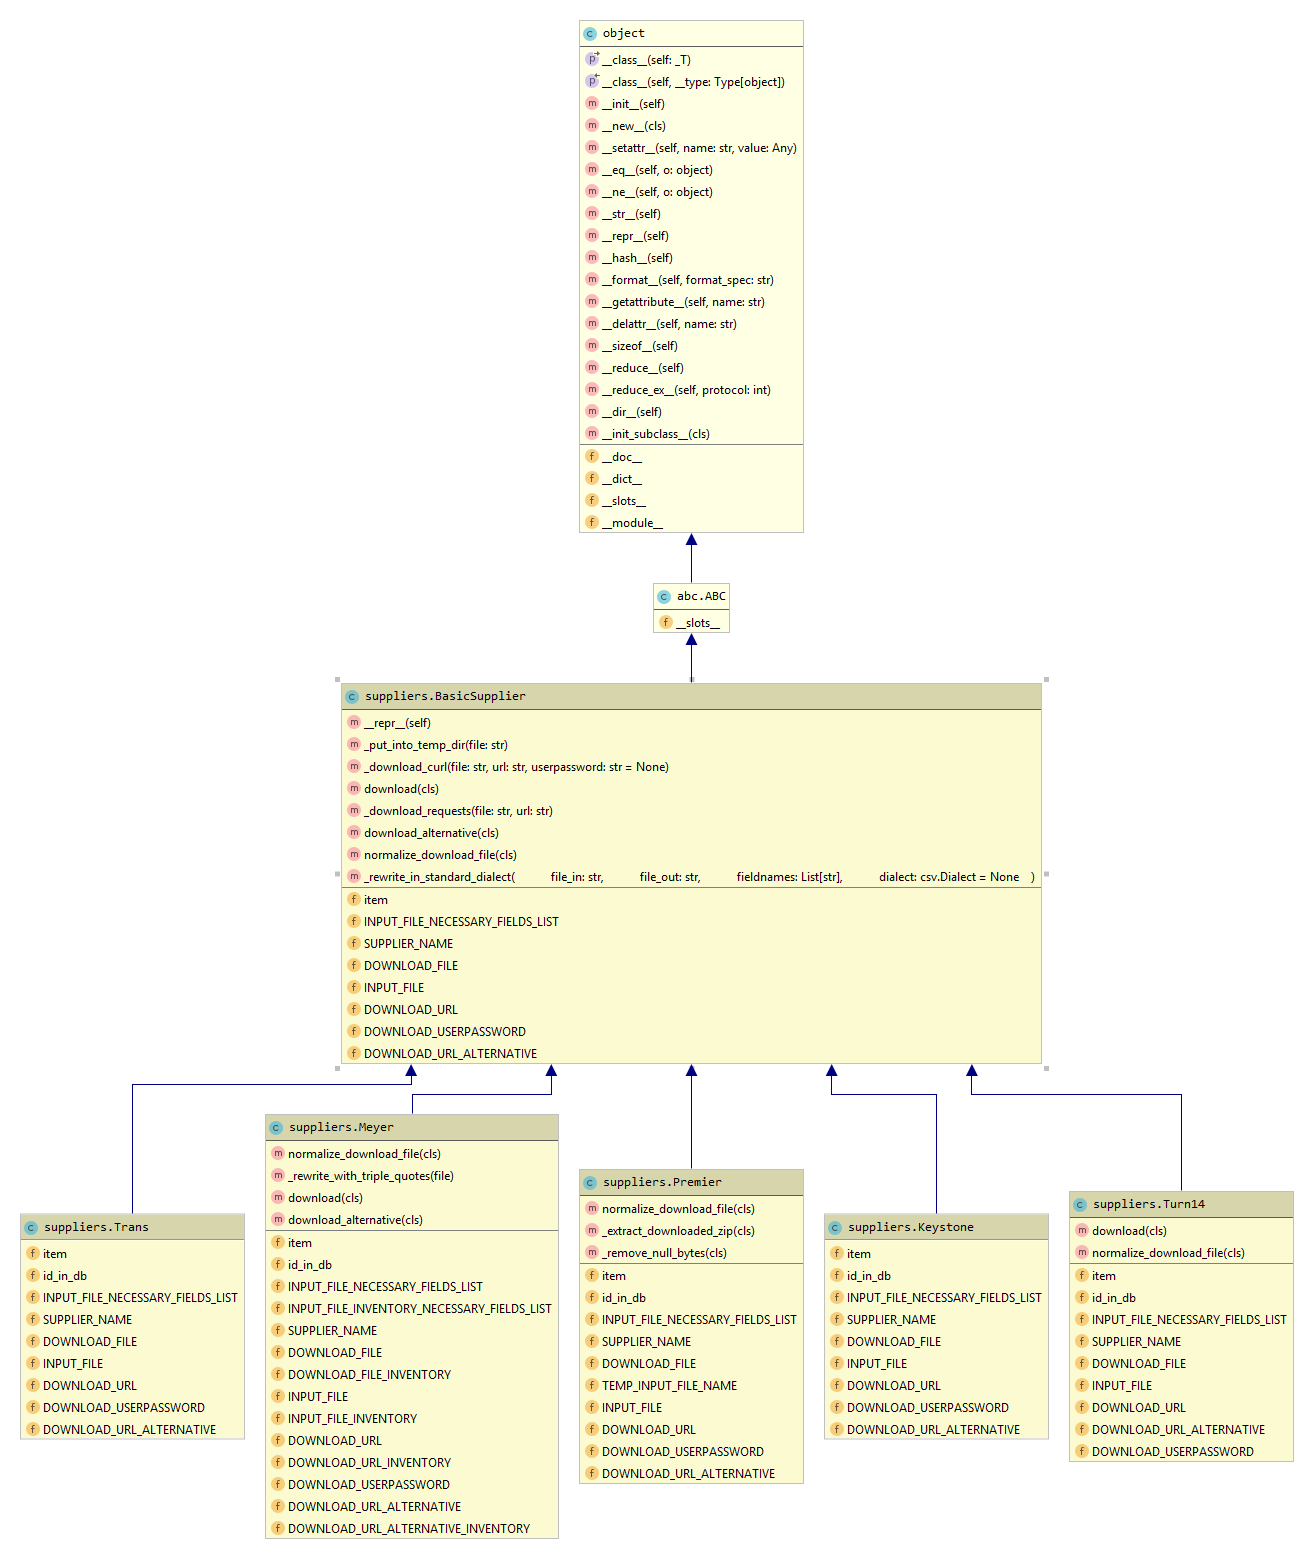 object
__class__(self: _T)
__class__(self, __type: Type[object])
__init__(self)
__new__(cls)
__setattr__(self, name: str, value: Any)
__eq__(self, o: object)
__ne__(self, o: object)
__str__(self)
__repr__(self)
__hash__(self)
__format__(self, format_spec: str)
__getattribute__(self, name: str)
__delattr__(self, name: str)
__sizeof__(self)
__reduce__(self)
__reduce_ex__(self, protocol: int)
__dir__(self)
__init_subclass__(cls)
__doc__
__dict__
__slots__
__module__
abc.ABC
__slots__
suppliers.BasicSupplier
__repr__(self)
_put_into_temp_dir(file: str)
_download_curl(file: str, url: str, userpassword: str = None)
download(cls)
_download_requests(file: str, url: str)
download_alternative(cls)
normalize_download_file(cls)
_rewrite_in_standard_dialect( file_in: str, file_out: str, fieldnames: List[str], dialect: csv.Dialect = None )
item
INPUT_FILE_NECESSARY_FIELDS_LIST
SUPPLIER_NAME
DOWNLOAD_FILE
INPUT_FILE
DOWNLOAD_URL
DOWNLOAD_USERPASSWORD
DOWNLOAD_URL_ALTERNATIVE
suppliers.Trans
item
id_in_db
INPUT_FILE_NECESSARY_FIELDS_LIST
SUPPLIER_NAME
DOWNLOAD_FILE
INPUT_FILE
DOWNLOAD_URL
DOWNLOAD_USERPASSWORD
DOWNLOAD_URL_ALTERNATIVE
suppliers.Meyer
normalize_download_file(cls)
_rewrite_with_triple_quotes(file)
download(cls)
download_alternative(cls)
item
id_in_db
INPUT_FILE_NECESSARY_FIELDS_LIST
INPUT_FILE_INVENTORY_NECESSARY_FIELDS_LIST
SUPPLIER_NAME
DOWNLOAD_FILE
DOWNLOAD_FILE_INVENTORY
INPUT_FILE
INPUT_FILE_INVENTORY
DOWNLOAD_URL
DOWNLOAD_URL_INVENTORY
DOWNLOAD_USERPASSWORD
DOWNLOAD_URL_ALTERNATIVE
DOWNLOAD_URL_ALTERNATIVE_INVENTORY
suppliers.Premier
normalize_download_file(cls)
_extract_downloaded_zip(cls)
_remove_null_bytes(cls)
item
id_in_db
INPUT_FILE_NECESSARY_FIELDS_LIST
SUPPLIER_NAME
DOWNLOAD_FILE
TEMP_INPUT_FILE_NAME
INPUT_FILE
DOWNLOAD_URL
DOWNLOAD_USERPASSWORD
DOWNLOAD_URL_ALTERNATIVE
suppliers.Keystone
item
id_in_db
INPUT_FILE_NECESSARY_FIELDS_LIST
SUPPLIER_NAME
DOWNLOAD_FILE
INPUT_FILE
DOWNLOAD_URL
DOWNLOAD_USERPASSWORD
DOWNLOAD_URL_ALTERNATIVE
suppliers.Turn14
download(cls)
normalize_download_file(cls)
item
id_in_db
INPUT_FILE_NECESSARY_FIELDS_LIST
SUPPLIER_NAME
DOWNLOAD_FILE
INPUT_FILE
DOWNLOAD_URL
DOWNLOAD_URL_ALTERNATIVE
DOWNLOAD_USERPASSWORD